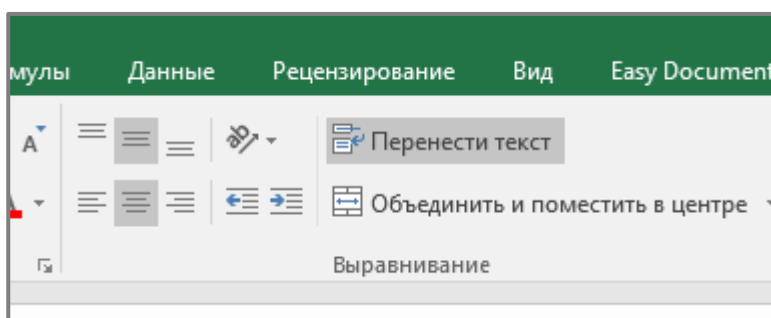 мулы Данные Рецензирование Вид Easy Document
Перенести текст
Объединить и поместить в центре
Выравнивание